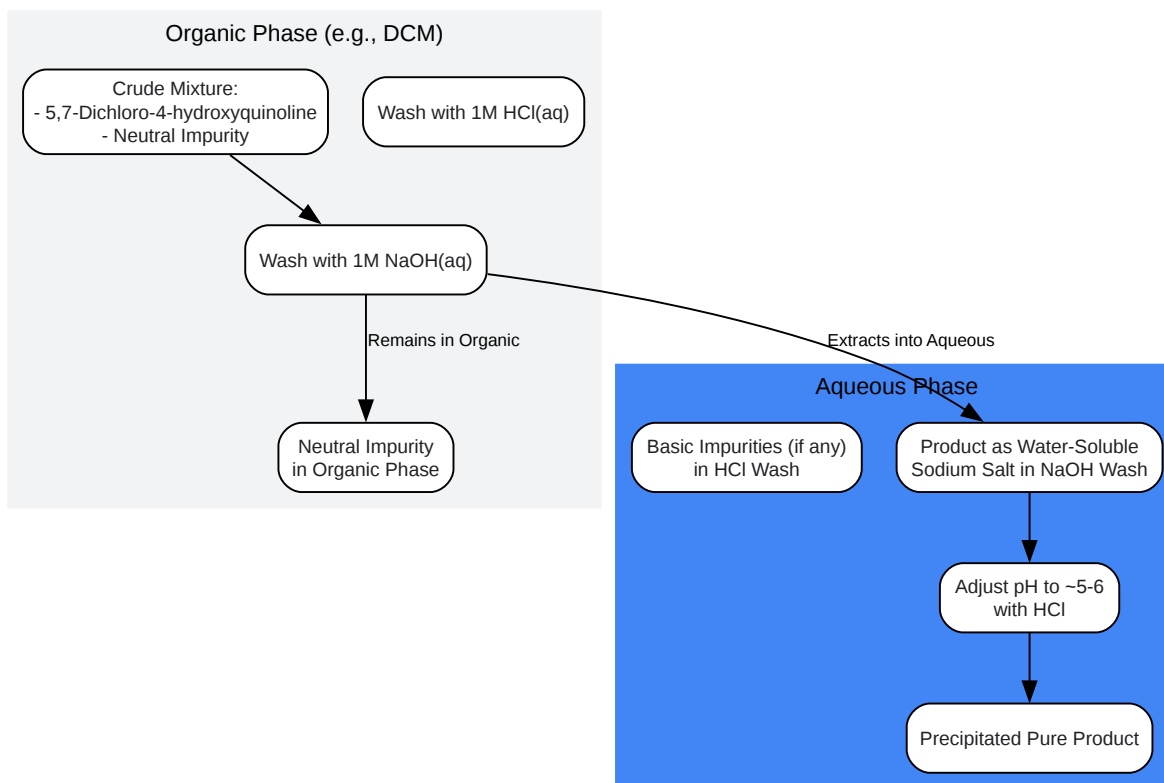 Organic Phase (e.g., DCM)
Crude Mixture:
- 5,7-Dichloro-4-hydroxyquinoline
- Neutral Impurity
Wash with 1M HCl(aq)
Wash with 1M NaOH(aq)
Remains in Organic
Extracts into Aqueous
Neutral Impurity
in Organic Phase
Aqueous Phase
Basic Impurities (if any)
in HCl Wash
Product as Water-Soluble
Sodium Salt in NaOH Wash
Adjust pH to ~5-6
with HCl
Precipitated Pure Product